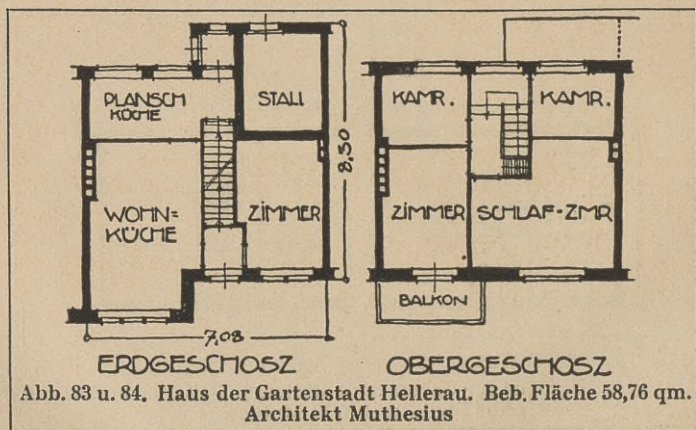 PLANSCH
KÜCHE
STALL
WOHN=
KÜCHE
ZIMMER
8,50
7,08
ERDGESCHOSZ
KAMR.
KAMR.
ZIMMER
SCHLAF-ZMR
BALKON
OBERGESCHOSZ
Abb. 83 u. 84. Haus der Gartenstadt Hellerau. Beb. Fläche 58,76 qm.
Architekt Muthesius